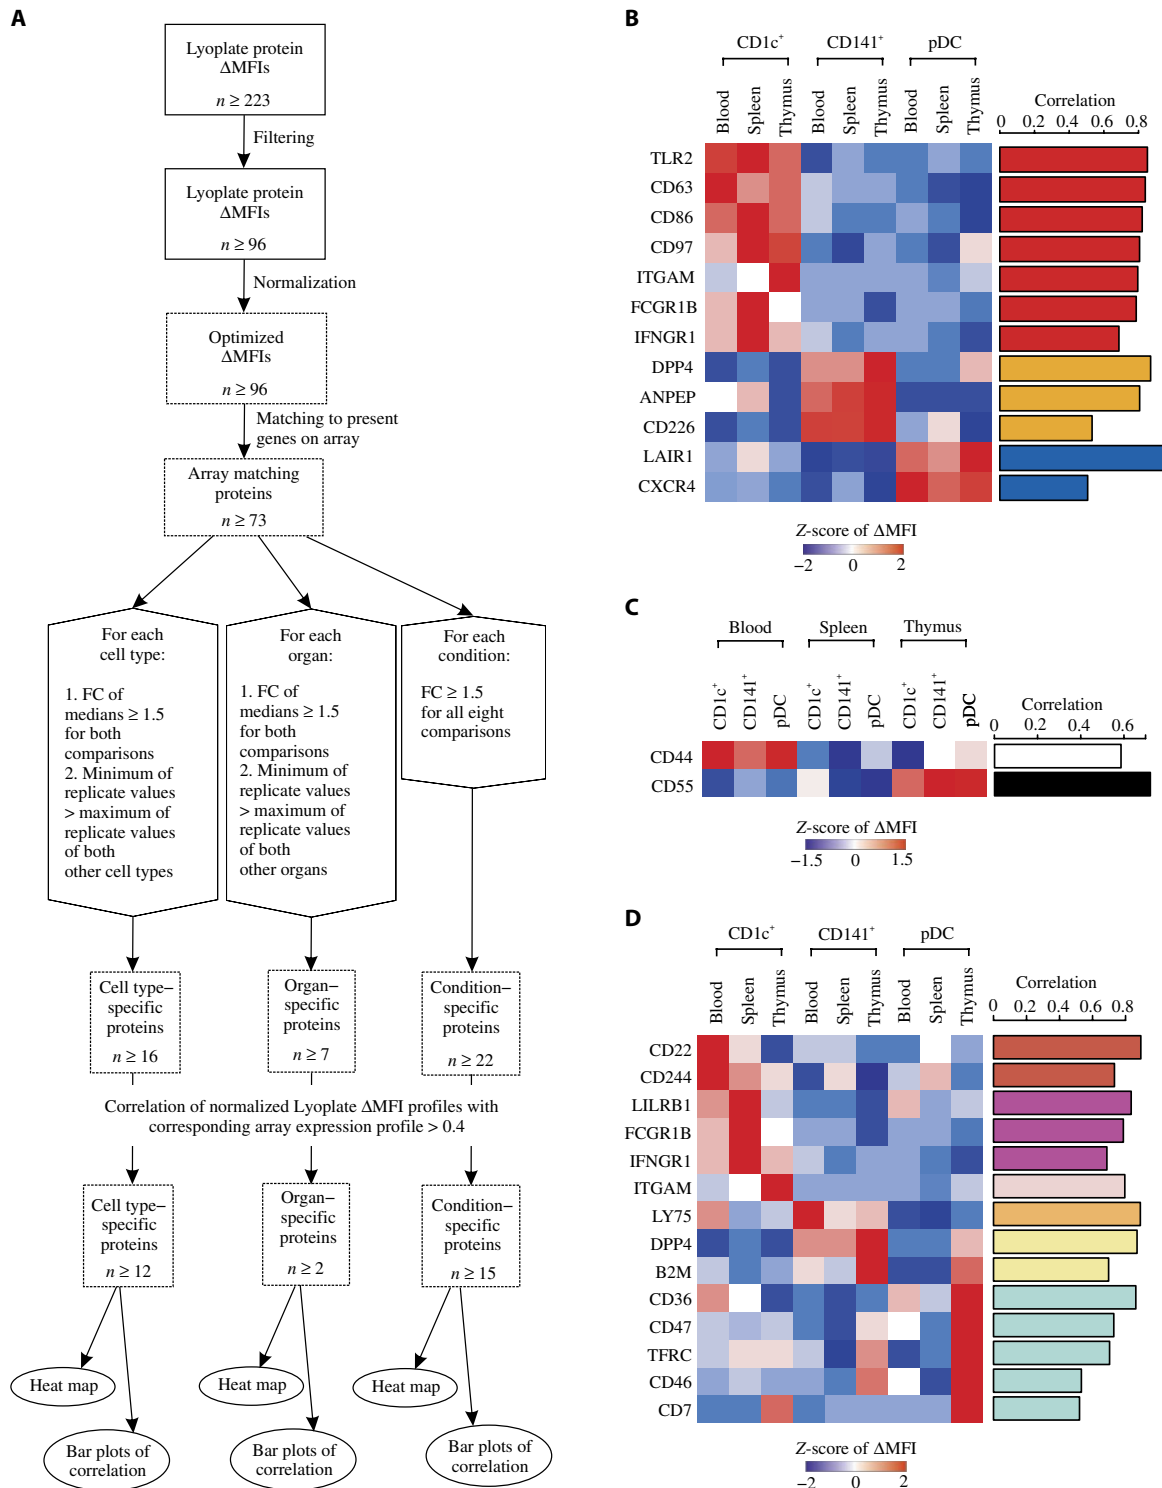 A
Lyoplate protein
ΔMFIs
n ≥ 223
Filtering
Lyoplate protein
ΔMFIs
n ≥ 96
Normalization
Optimized
ΔMFIs
n ≥ 96
Matching to present
genes on array
Array matching
proteins
n ≥ 73
For each
cell type:
1. FC of
medians ≥ 1.5
for both
comparisons
2. Minimum of
replicate values
> maximum of
replicate values
of both
other cell types
For each
organ:
1. FC of
medians ≥ 1.5
for both
comparisons
2. Minimum of
replicate values
> maximum of
replicate values
of both
other organs
For each
condition:
FC ≥ 1.5
for all eight
comparisons
Cell type–
specific
proteins
n ≥ 16
Organ–
specific
proteins
n ≥ 7
Condition–
specific
proteins
n ≥ 22
Correlation of normalized Lyoplate ΔMFI profiles with
corresponding array expression profile > 0.4
Cell type–
specific
proteins
n ≥ 12
Organ–
specific
proteins
n ≥ 2
Condition–
specific
proteins
n ≥ 15
Heat map
Heat map
Heat map
Bar plots of
correlation
Bar plots of
correlation
Bar plots of
correlation
B
CD1c+ CD141+ pDC
Blood Spleen Thymus Blood Spleen Thymus Blood Spleen Thymus
Correlation
0 0.2 0.4 0.6 0.8
TLR2
CD63
CD86
CD97
ITGAM
FCGR1B
IFNGR1
DPP4
ANPEP
CD226
LAIR1
CXCR4
Z-score of ΔMFI
−2 0 2
C
Blood Spleen Thymus
CD1c+ CD141+ pDC CD1c+ CD141+ pDC CD1c+ CD141+ pDC
Correlation
0 0.2 0.4 0.6
CD44
CD55
Z-score of ΔMFI
−1.5 0 1.5
D
CD1c+ CD141+ pDC
Blood Spleen Thymus Blood Spleen Thymus Blood Spleen Thymus
Correlation
0 0.2 0.4 0.6 0.8
CD22
CD244
LILRB1
FCGR1B
IFNGR1
ITGAM
LY75
DPP4
B2M
CD36
CD47
TFRC
CD46
CD7
Z-score of ΔMFI
−2 0 2